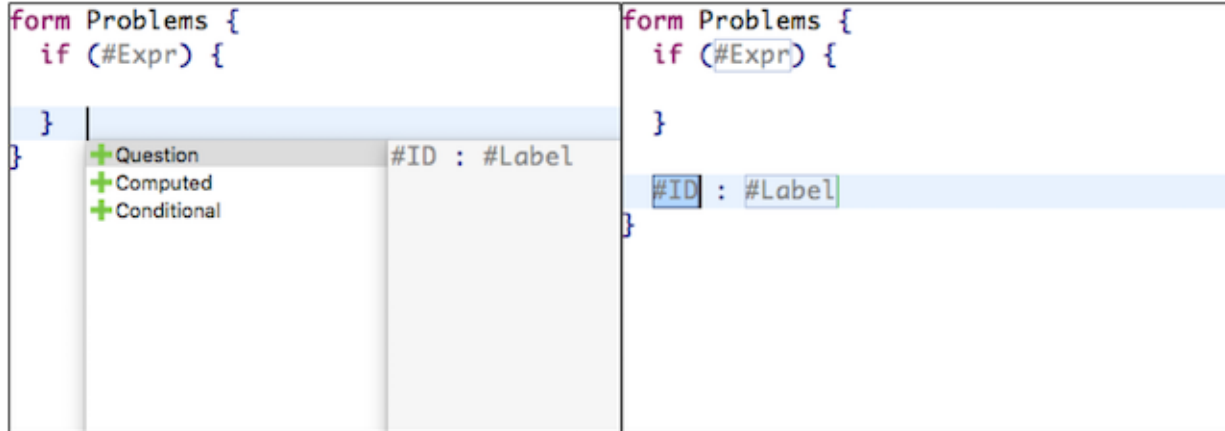 form Problems {
if (#Expr) {
}
}
Question
Computed
Conditional
#ID : #Label
form Problems {
if (#Expr) {
}
#ID : #Label
}